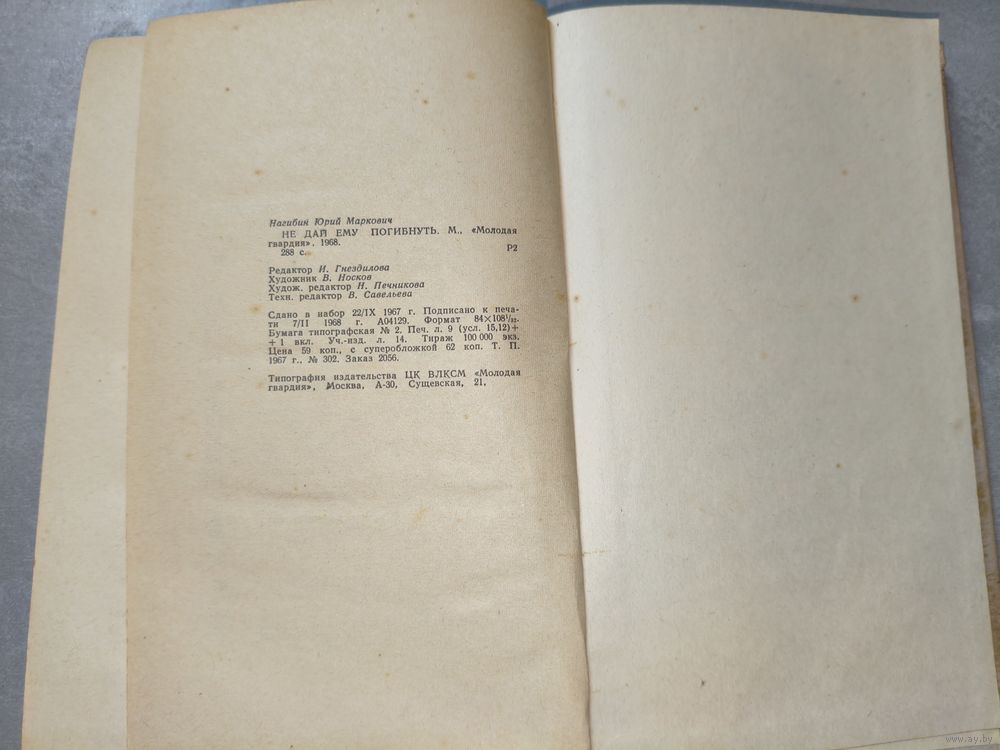 Нагибин Юрий Маркович
НЕ ДАЙ ЕМУ ПОГИБНУТЬ. М., «Молодая
гвардия». 1968.
288 с. Р2
Редактор И. Гнездилова
Художник В. Носков
Худож. редактор Н. Печникова
Техн. редактор В. Савельева
Сдано в набор 22/IX 1967 г. Подписано к печа-
ти 7/II 1968 г. А04129. Формат 84×108¹/₃₂.
Бумага типографская № 2. Печ. л. 9 (усл. 15,12) +
+ 1 вкл. Уч.-изд. л. 14. Тираж 100 000 экз.
Цена 59 коп., с суперобложкой 62 коп. Т. П.
1967 г., № 302. Заказ 2056.
Типография издательства ЦК ВЛКСМ «Молодая
гвардия», Москва, А-30, Сущевская, 21.
www.ay.by